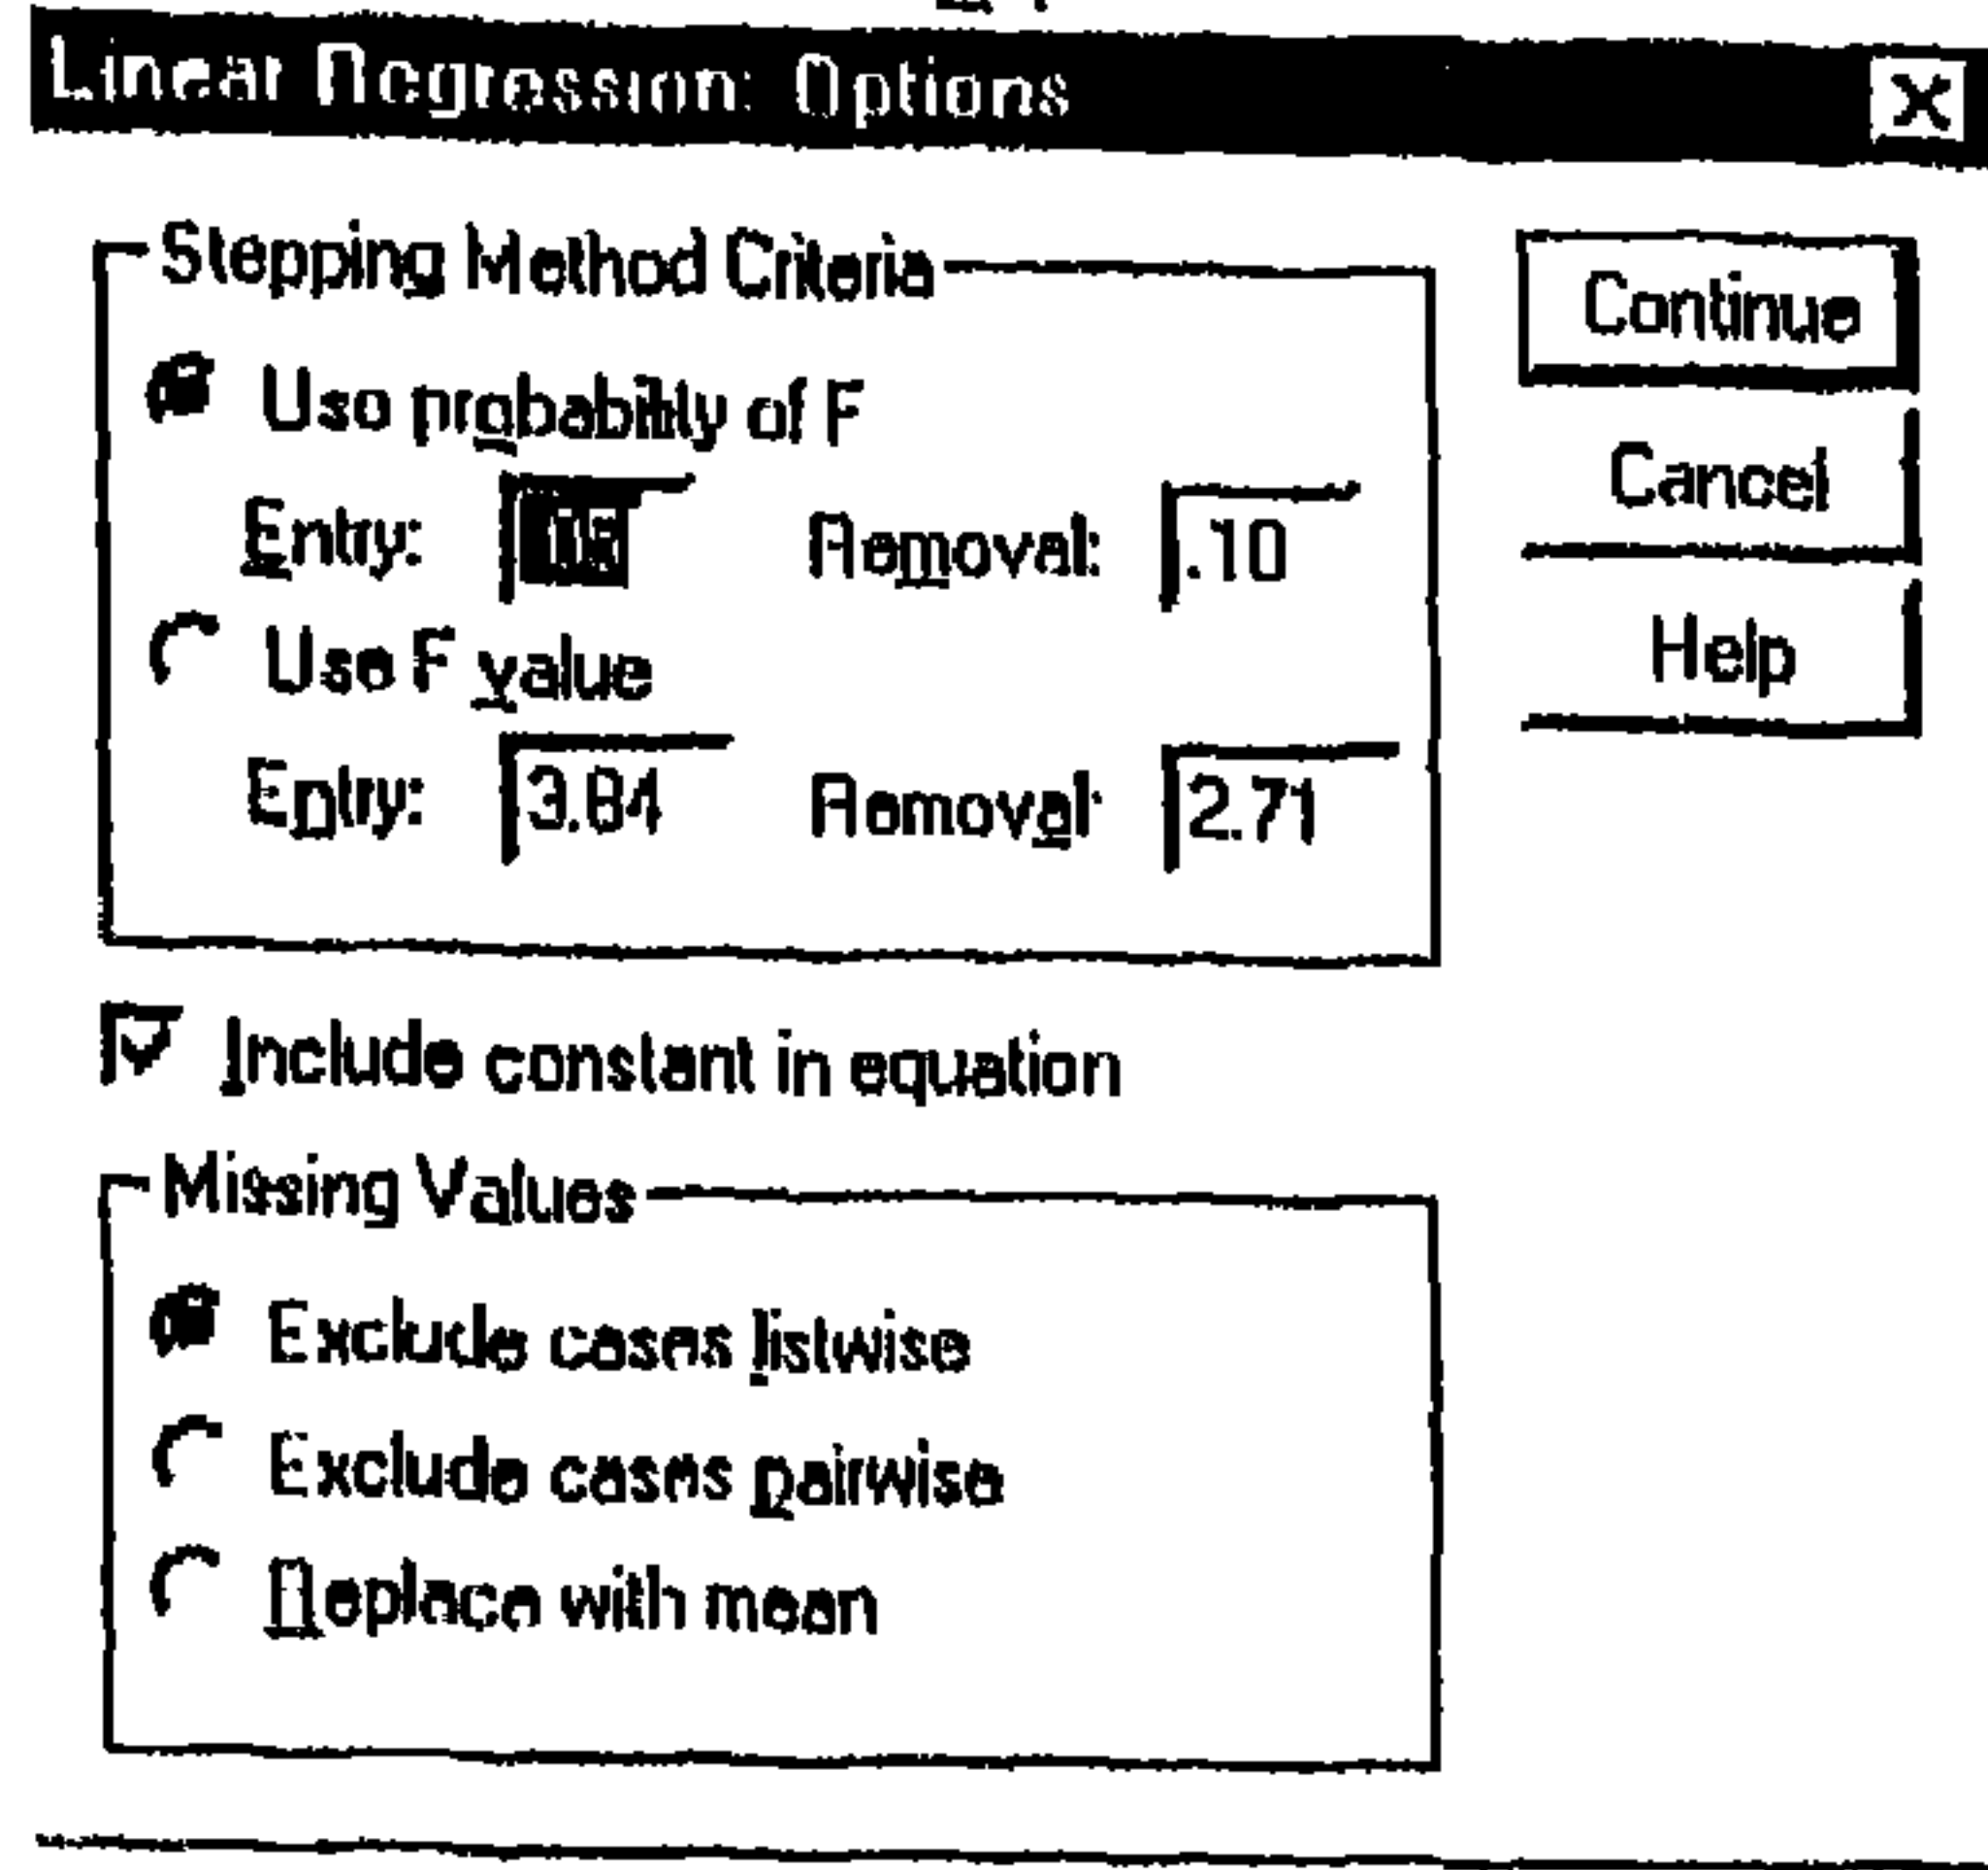 Linear Regression: Options
Stepping Method Criteria
Use probability of F
Entry: Removal: .10
Use F value
Entry: 3.84 Removal: 2.71
Include constant in equation
Missing Values
Exclude cases listwise
Exclude cases pairwise
Replace with mean
Continue
Cancel
Help